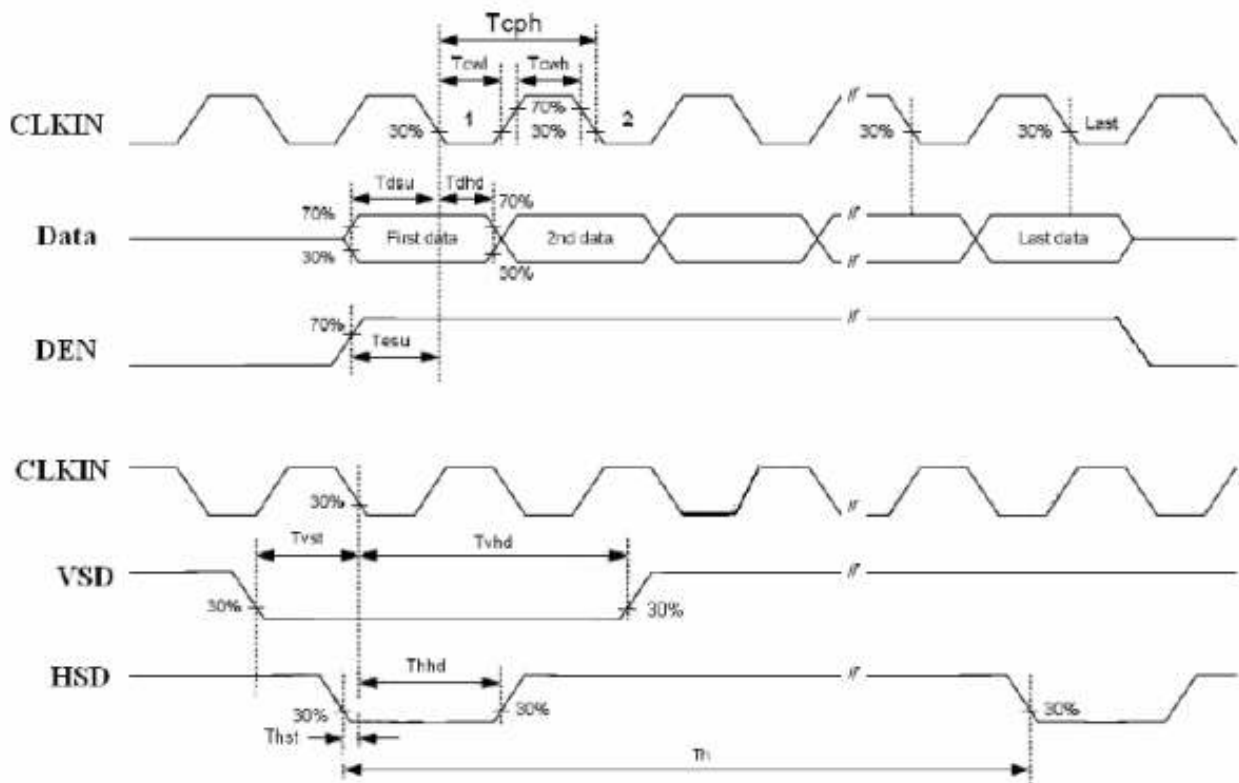 Tcph
Tcwl Tcwh
CLKIN 30% 1 70% 30% 2 30% 30% Last
Tdsu Tdhd
70% 70%
Data First data 2nd data Last data
30% 30%
70%
DEN Tesu
CLKIN 30%
Tvst Tvhd
VSD
30% 30%
HSD Thhd
30% 30% 30%
Thst
Th